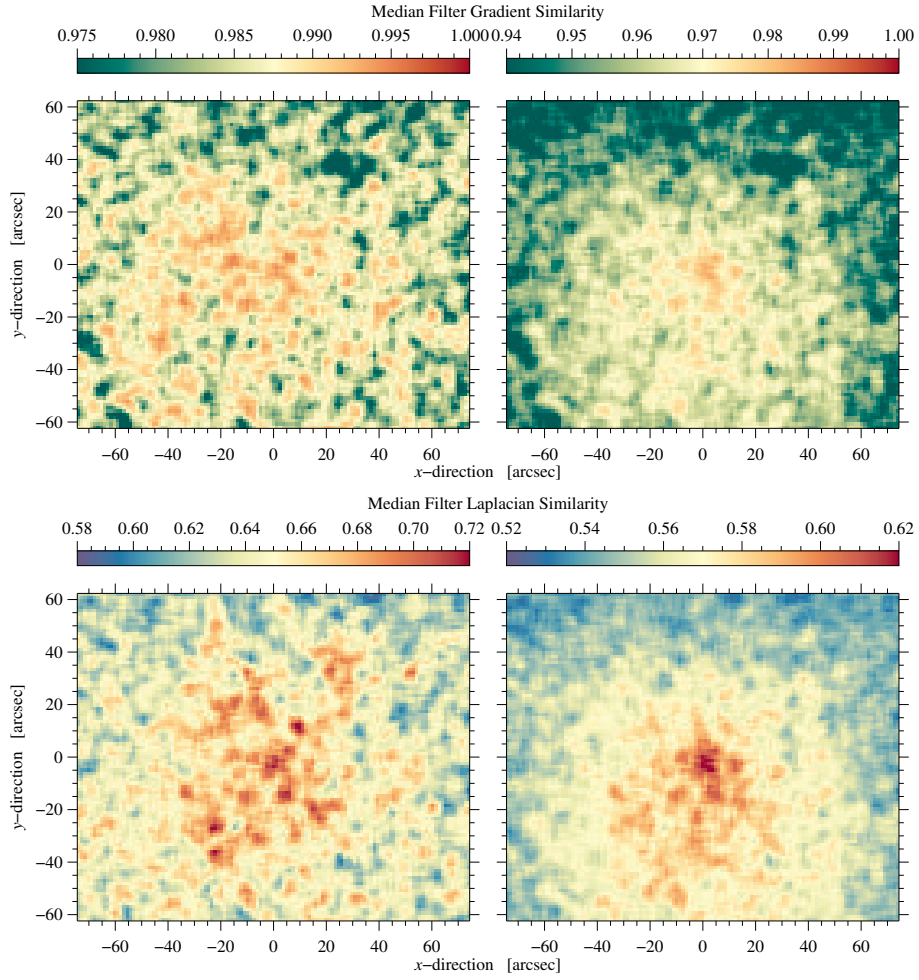 Median Filter Gradient Similarity
0.975 0.980 0.985 0.990 0.995 1.000 0.94 0.95 0.96 0.97 0.98 0.99 1.00
60
40
20
0
−20
−40
−60
y−direction [arcsec]
−60 −40 −20 0 20 40 60 −60 −40 −20 0 20 40 60
x−direction [arcsec]
Median Filter Laplacian Similarity
0.58 0.60 0.62 0.64 0.66 0.68 0.70 0.72 0.52 0.54 0.56 0.58 0.60 0.62
60
40
20
0
−20
−40
−60
y−direction [arcsec]
−60 −40 −20 0 20 40 60 −60 −40 −20 0 20 40 60
x−direction [arcsec]